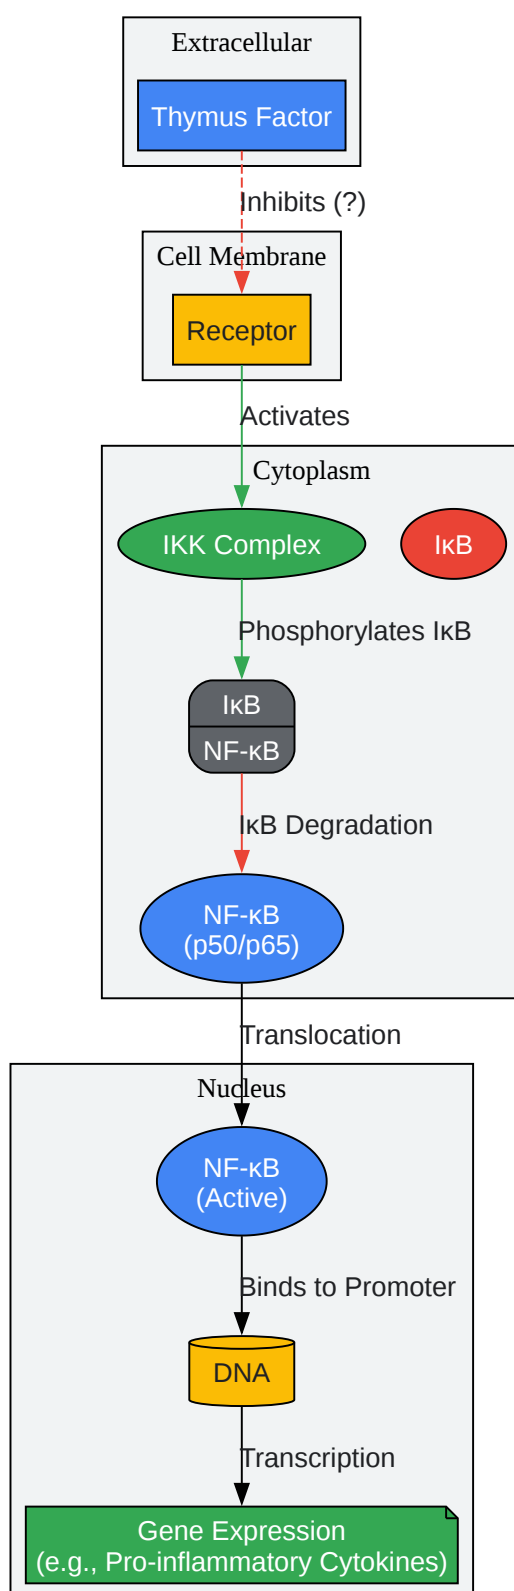 Extracellular
Thymus Factor
Inhibits (?)
Cell Membrane
Receptor
Activates
Cytoplasm
IKK Complex
IκB
Phosphorylates IκB
IκB
NF-κB
IκB Degradation
NF-κB
(p50/p65)
Translocation
Nucleus
NF-κB
(Active)
Binds to Promoter
DNA
Transcription
Gene Expression
(e.g., Pro-inflammatory Cytokines)